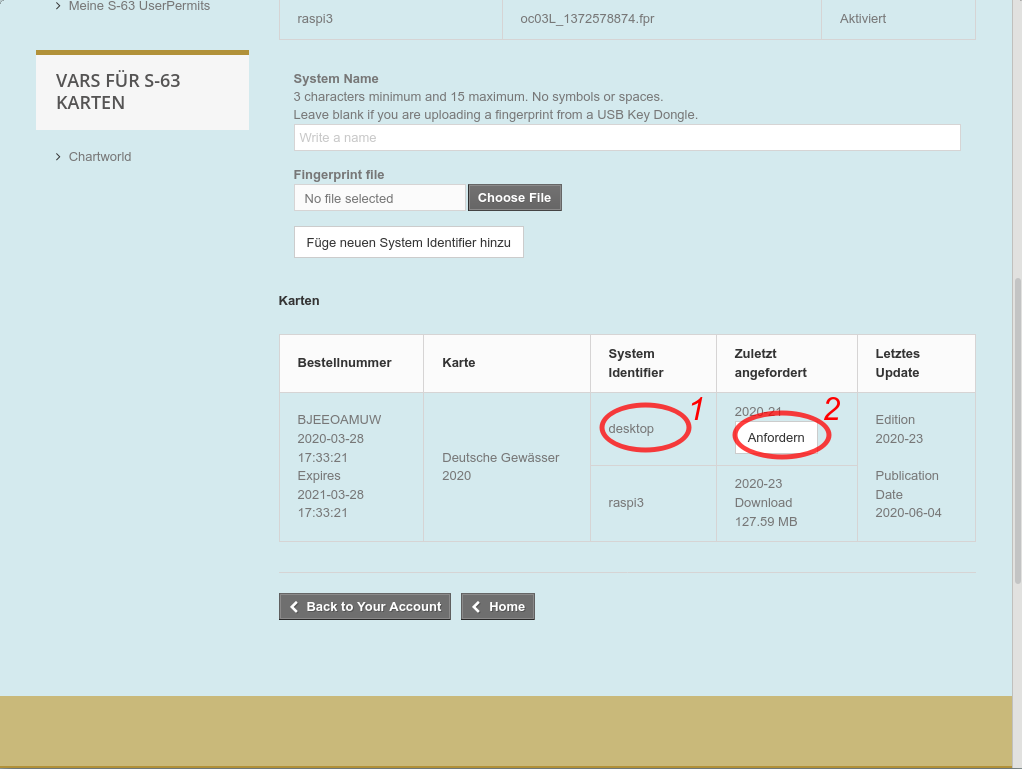 Meine S-63 UserPermits
raspi3 oc03L_1372578874.fpr Aktiviert
VARS FÜR S-63
KARTEN
Chartworld
System Name
3 characters minimum and 15 maximum. No symbols or spaces.
Leave blank if you are uploading a fingerprint from a USB Key Dongle.
Write a name
Fingerprint file
No file selected Choose File
Füge neuen System Identifier hinzu
Karten
Bestellnummer
Karte
System
Identifier
Zuletzt
angefordert
Letztes
Update
BJEEOAMUW
2020-03-28
17:33:21
Expires
2021-03-28
17:33:21
Deutsche Gewässer
2020
desktop
1
2020-21
2
Anfordern
raspi3
2020-23
Download
127.59 MB
Edition
2020-23
Publication
Date
2020-06-04
Back to Your Account Home